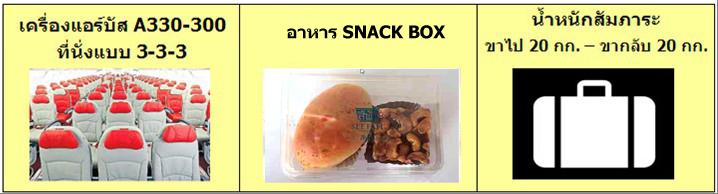 เครื่องแอร์บัส A330-300
ที่นั่งแบบ 3-3-3
อาหาร SNACK BOX
น้ำหนักสัมภาระ
ขาไป 20 กก. – ขากลับ 20 กก.